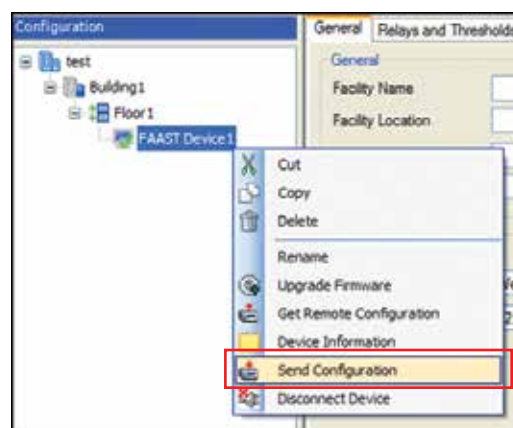 Configuration
General Relays and Thresholds
test
Building1
Floor1
FAAST Device1
General
Facility Name
Facility Location
Cut
Copy
Delete
Rename
Upgrade Firmware
Get Remote Configuration
Device Information
Send Configuration
Disconnect Device